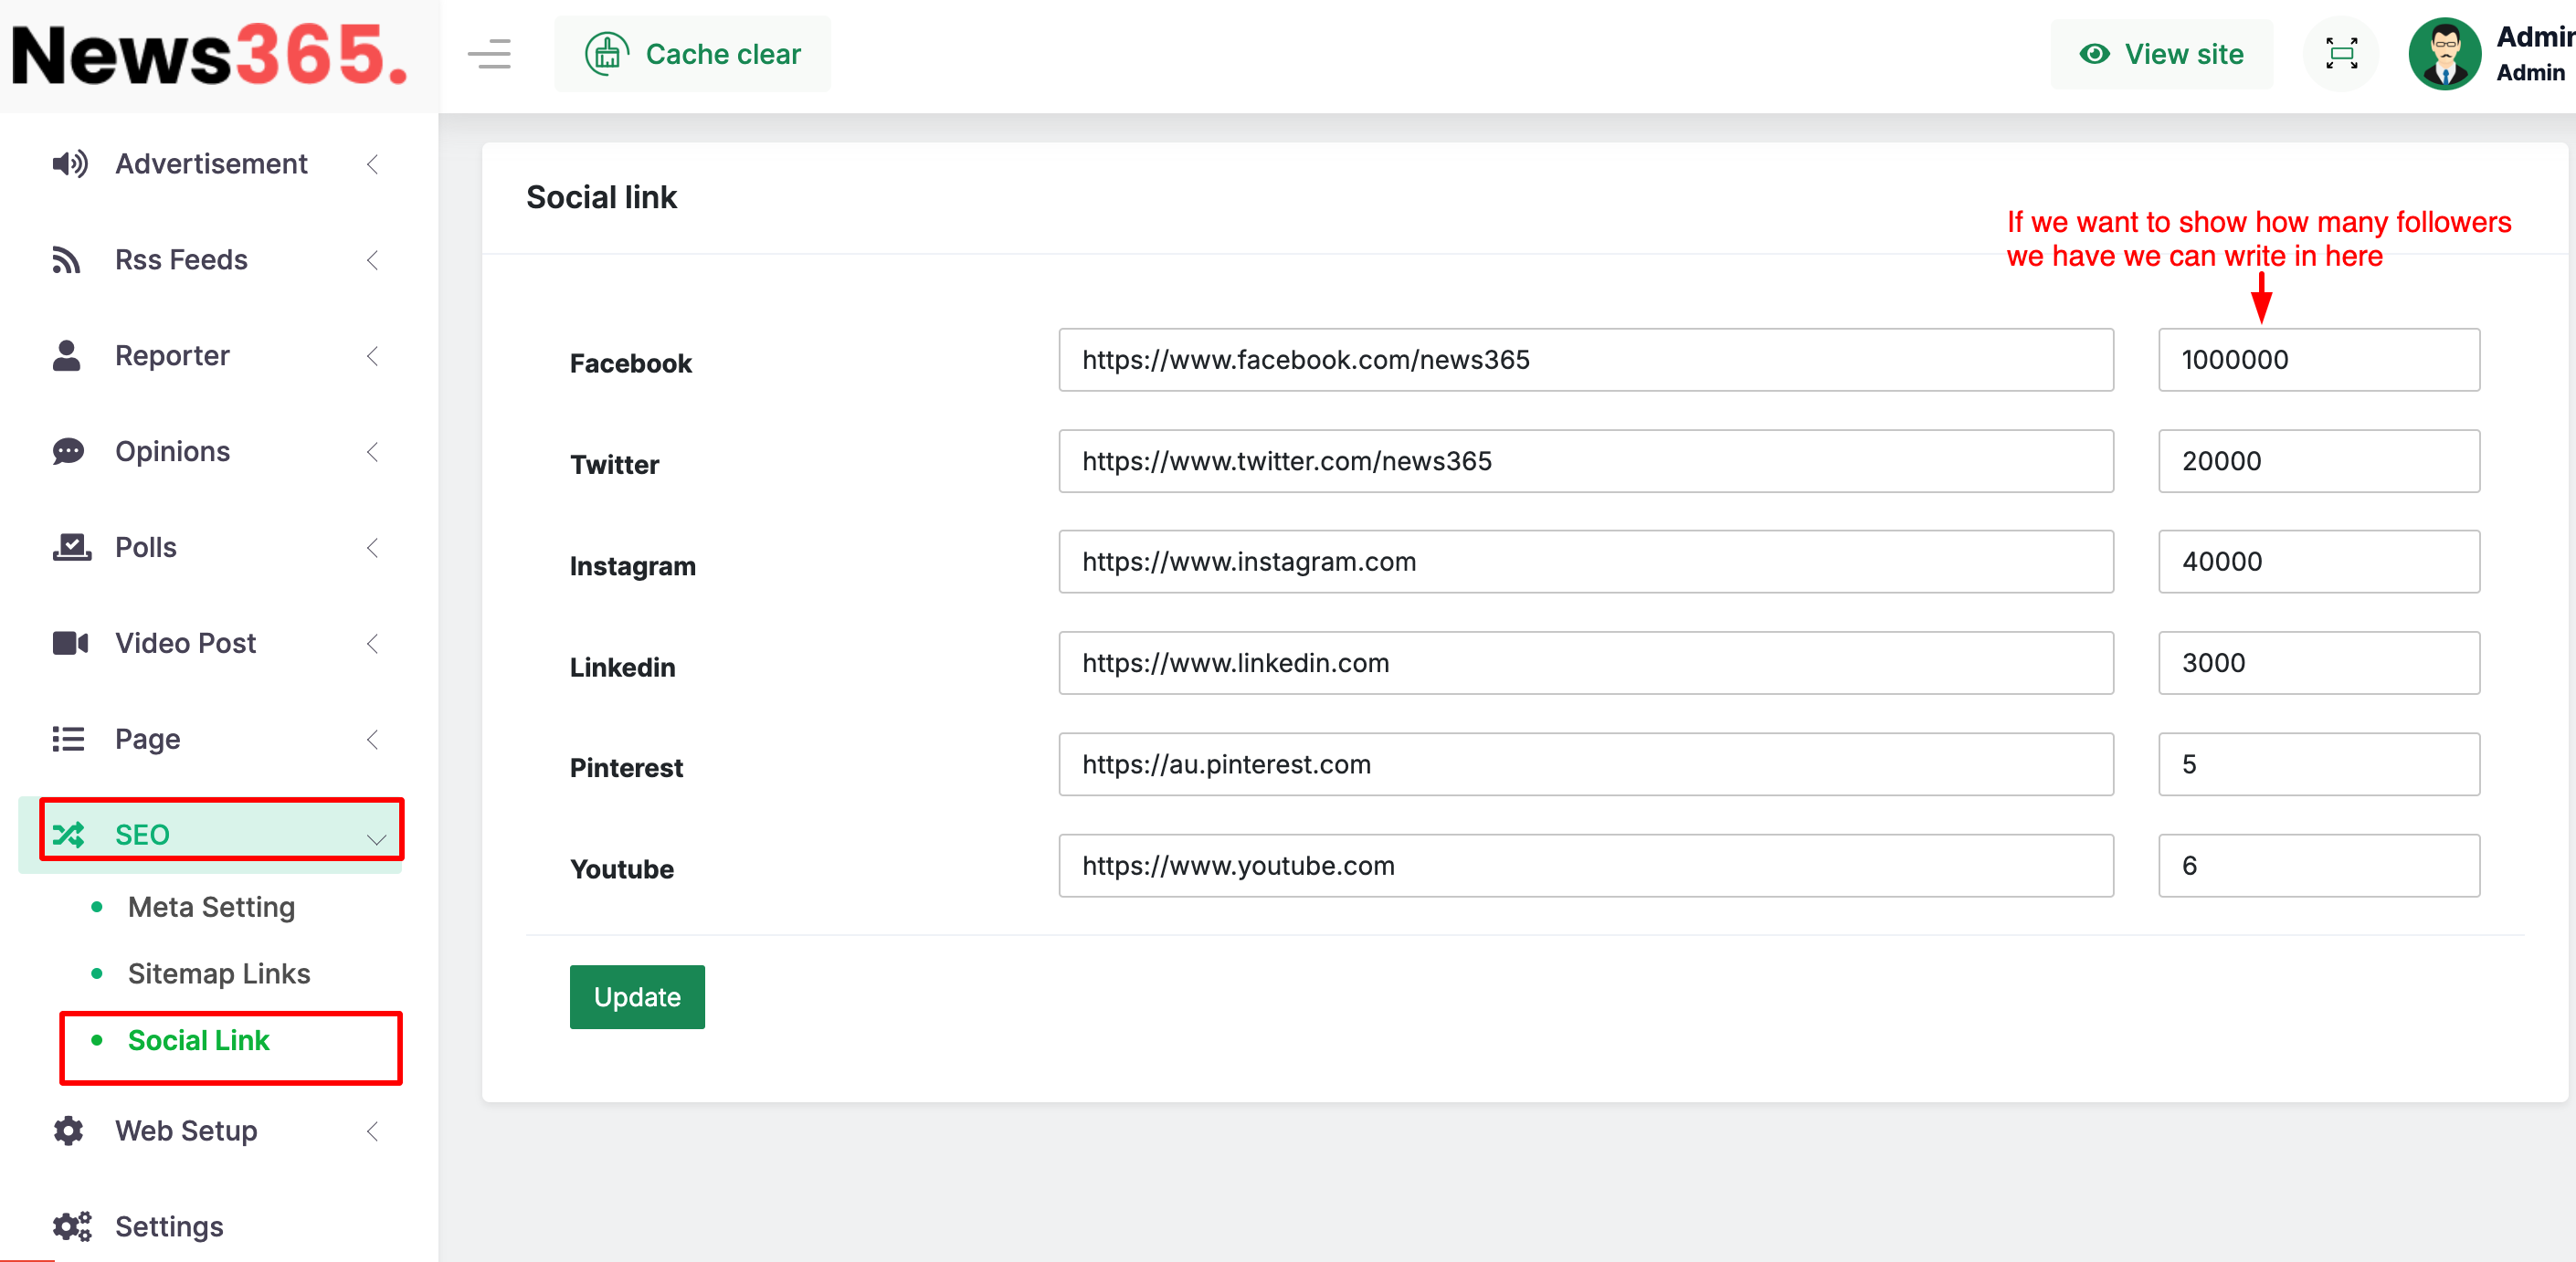 News365.
Cache clear
View site
Admin
Admin
Advertisement
Rss Feeds
Reporter
Opinions
Polls
Video Post
Page
SEO
Meta Setting
Sitemap Links
Social Link
Web Setup
Settings
Social link
If we want to show how many followers
we have we can write in here
Facebook https://www.facebook.com/news365 1000000
Twitter https://www.twitter.com/news365 20000
Instagram https://www.instagram.com 40000
Linkedin https://www.linkedin.com 3000
Pinterest https://au.pinterest.com 5
Youtube https://www.youtube.com 6
Update